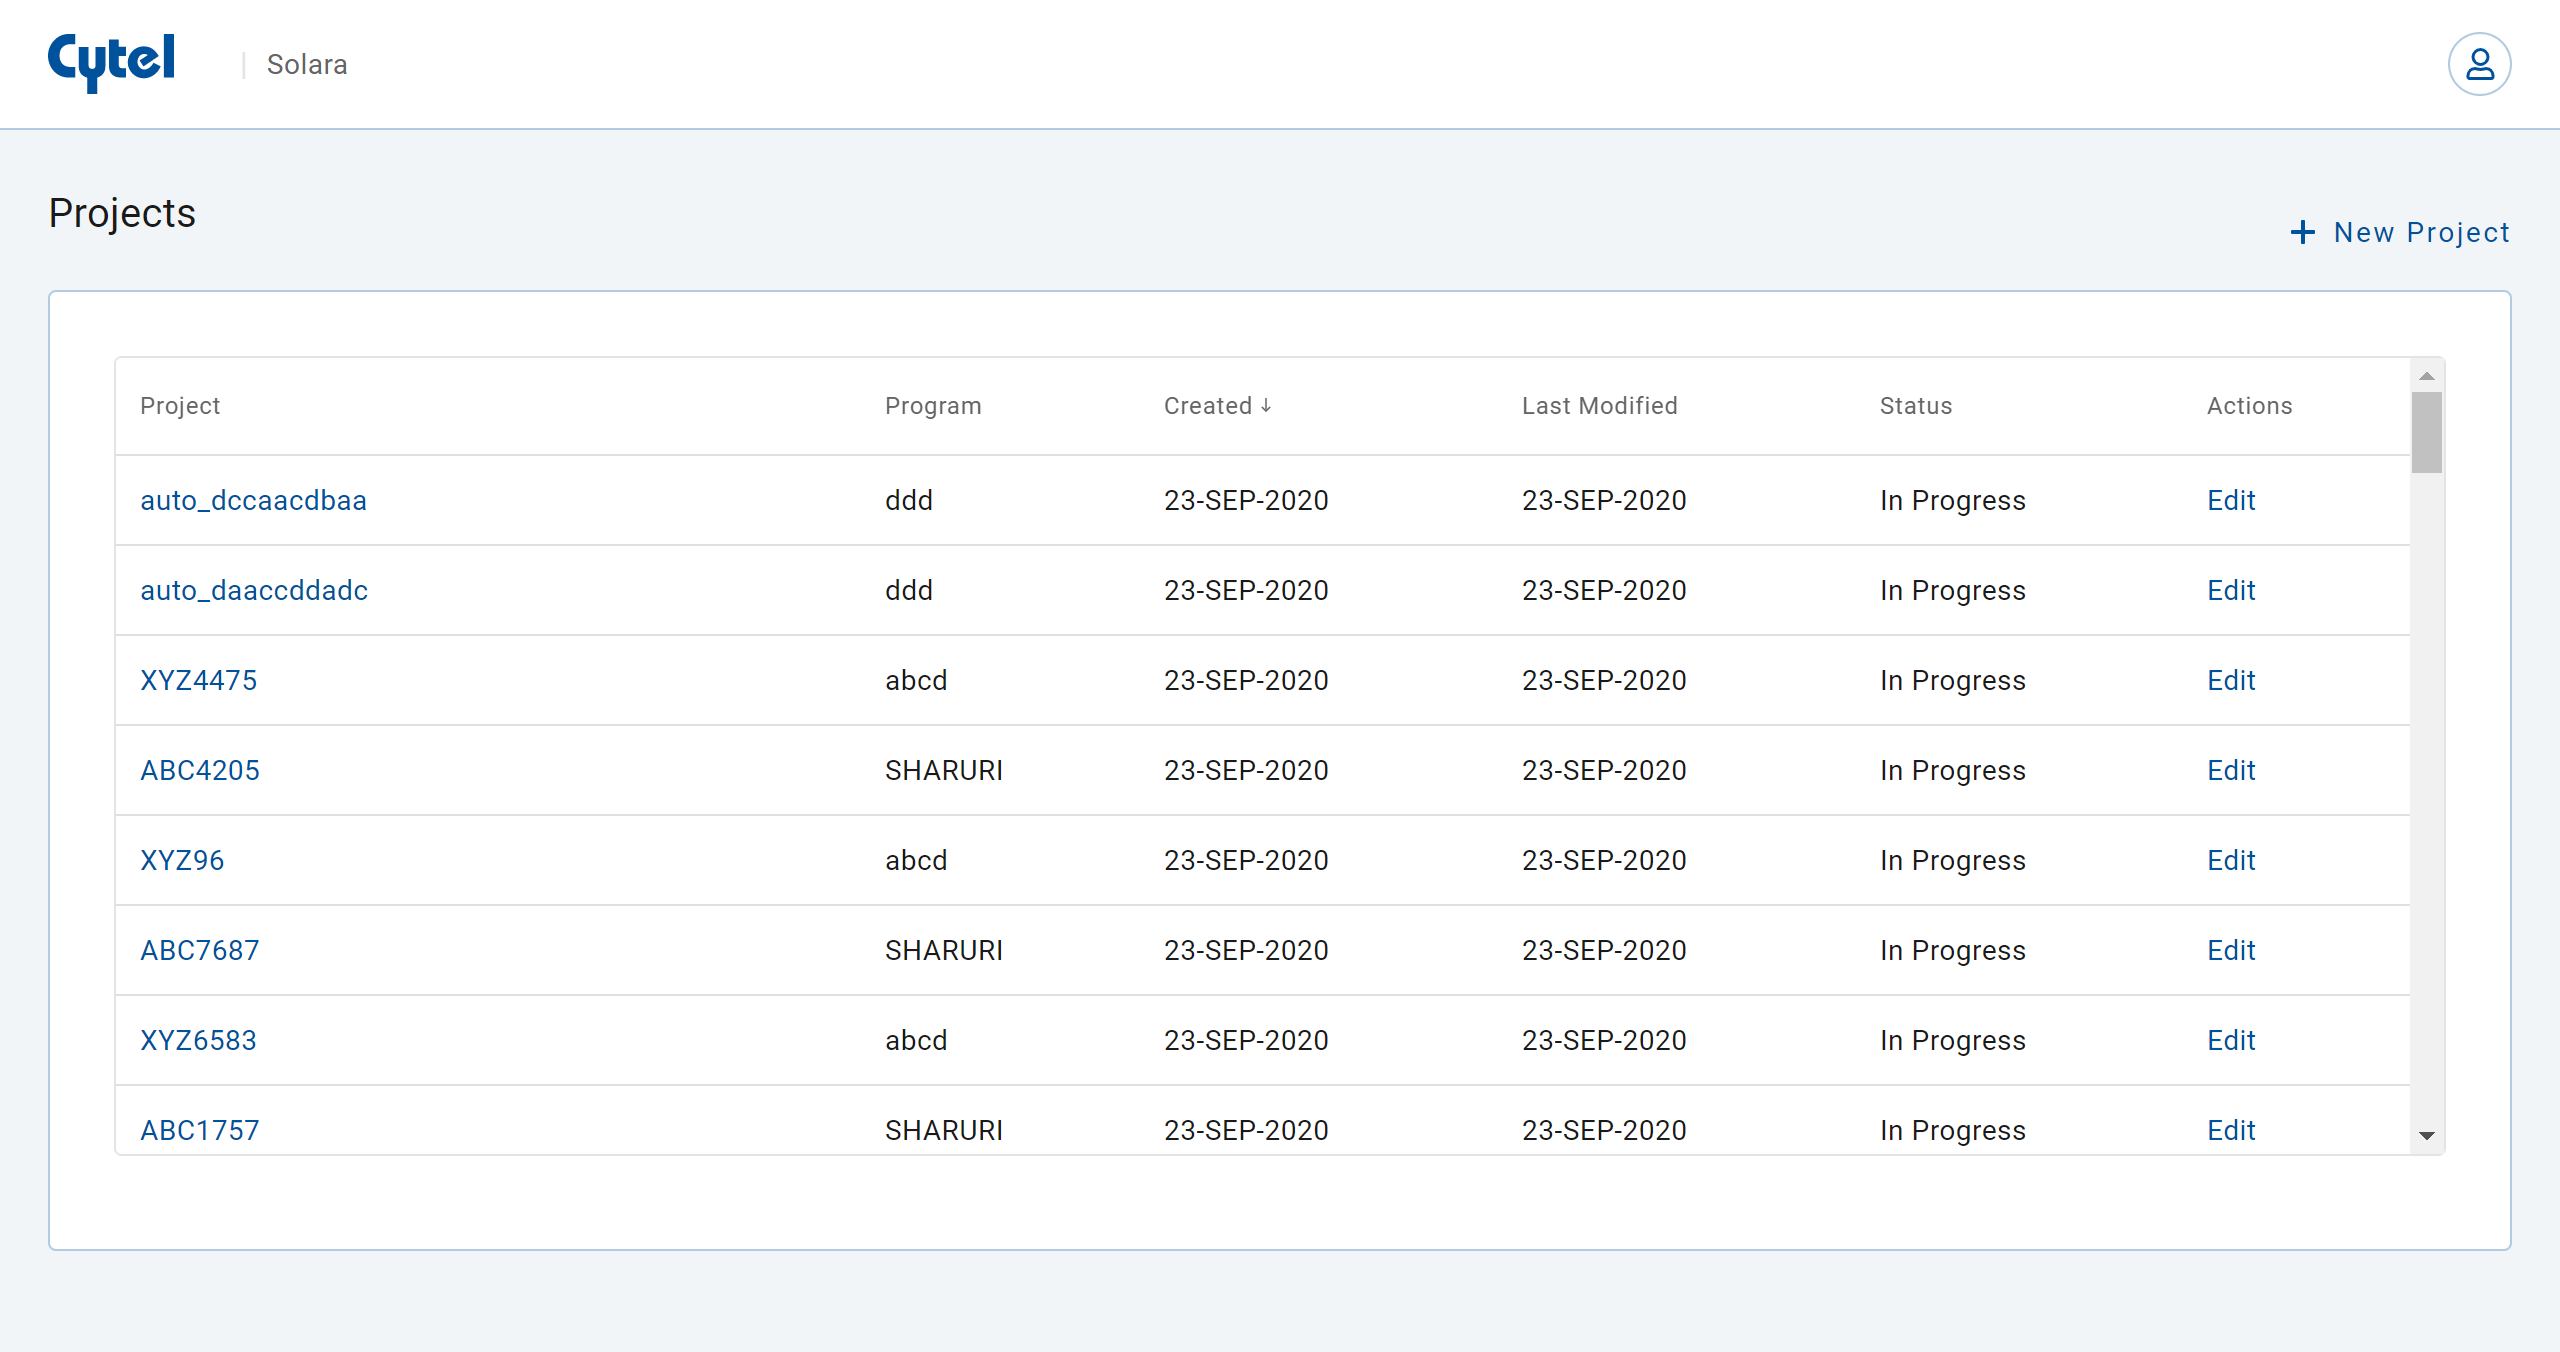 Cytel | Solara
Projects
New Project
Project Program Created ↓ Last Modified Status Actions
auto_dccaacdbaa ddd 23-SEP-2020 23-SEP-2020 In Progress Edit
auto_daaccddadc ddd 23-SEP-2020 23-SEP-2020 In Progress Edit
XYZ4475 abcd 23-SEP-2020 23-SEP-2020 In Progress Edit
ABC4205 SHARURI 23-SEP-2020 23-SEP-2020 In Progress Edit
XYZ96 abcd 23-SEP-2020 23-SEP-2020 In Progress Edit
ABC7687 SHARURI 23-SEP-2020 23-SEP-2020 In Progress Edit
XYZ6583 abcd 23-SEP-2020 23-SEP-2020 In Progress Edit
ABC1757 SHARURI 23-SEP-2020 23-SEP-2020 In Progress Edit